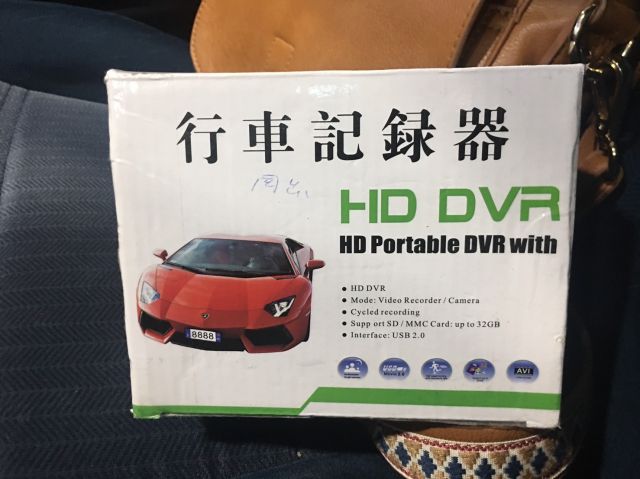 行車記録器
HD DVR
HD Portable DVR with
● HD DVR
● Mode: Video Recorder / Camera
● Cycled recording
● Supp ort SD / MMC Card: up to 32GB
● Interface: USB 2.0
8888
AVI